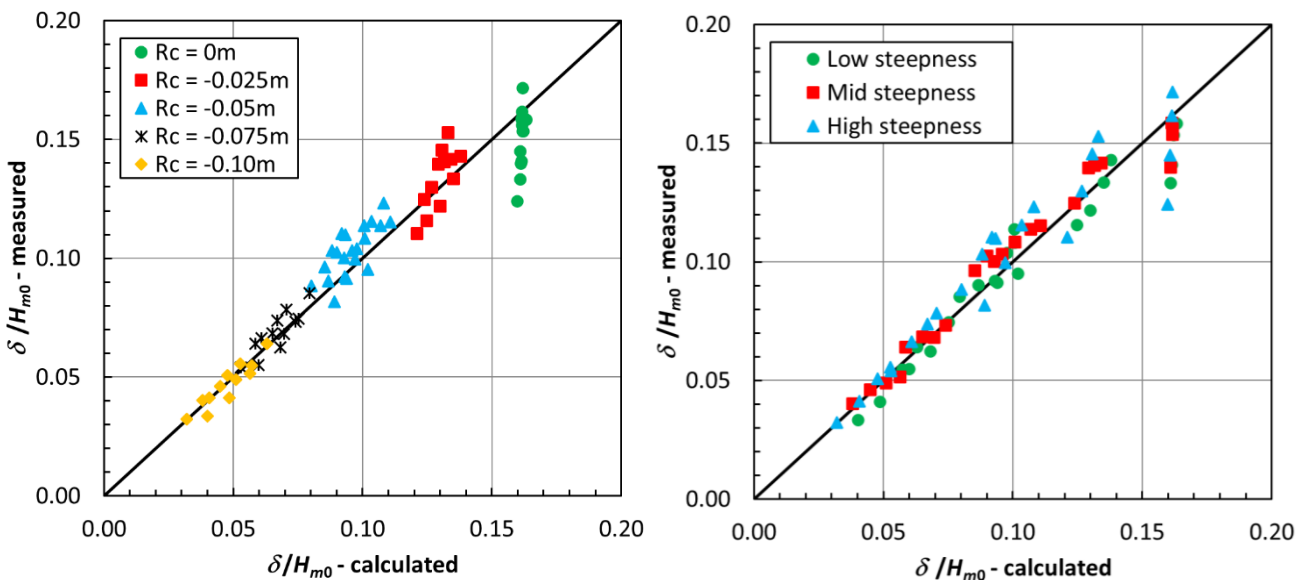 0.20
0.15
0.10
0.05
0.00
δ/Hm0 - measured
Rc = 0m
Rc = -0.025m
Rc = -0.05m
Rc = -0.075m
Rc = -0.10m
0.00 0.05 0.10 0.15 0.20
δ/Hm0 - calculated
0.20
0.15
0.10
0.05
0.00
δ/Hm0 - measured
Low steepness
Mid steepness
High steepness
0.00 0.05 0.10 0.15 0.20
δ/Hm0 - calculated